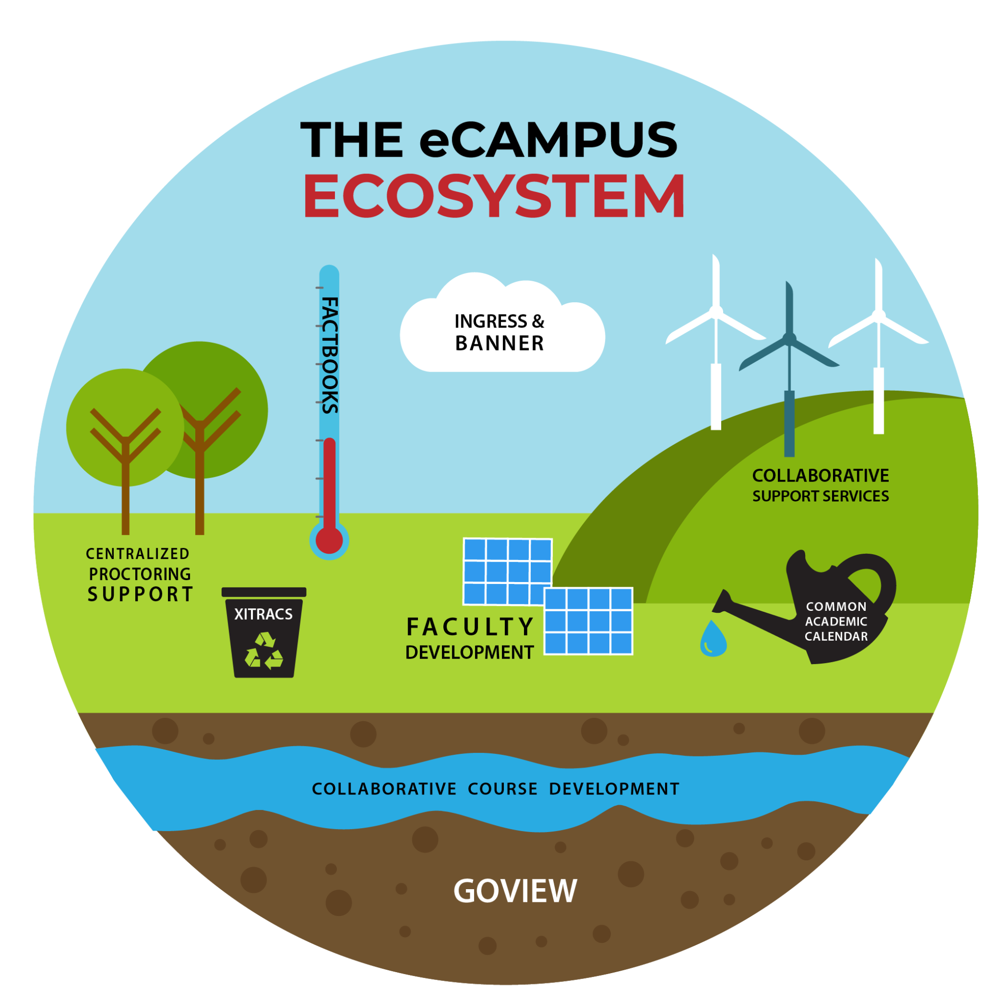 THE eCAMPUS
ECOSYSTEM
FACTBOOKS
INGRESS &
BANNER
COLLABORATIVE
SUPPORT SERVICES
CENTRALIZED
PROCTORING
SUPPORT
XITRACS
FACULTY
DEVELOPMENT
COMMON
ACADEMIC
CALENDAR
COLLABORATIVE COURSE DEVELOPMENT
GOVIEW